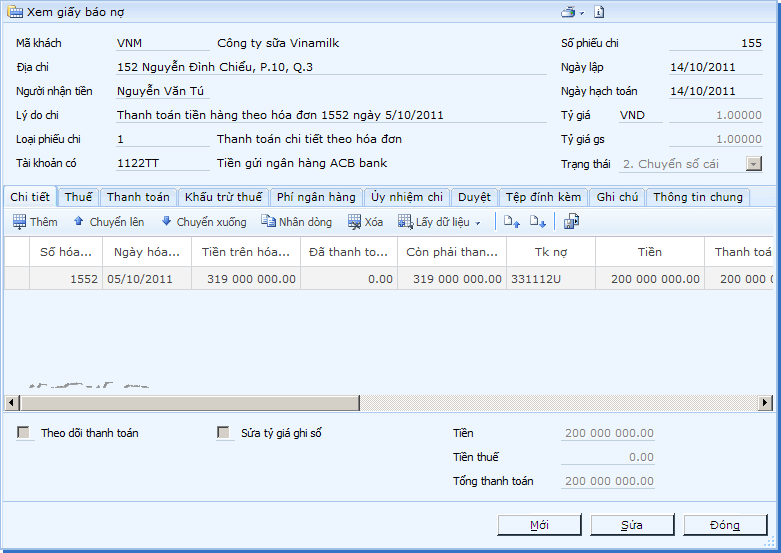 Xem giấy báo nợ
Mã khách VNM Công ty sữa Vinamilk Số phiếu chi 155
Địa chỉ 152 Nguyễn Đình Chiểu, P.10, Q.3 Ngày lập 14/10/2011
Người nhận tiền Nguyễn Văn Tú Ngày hạch toán 14/10/2011
Lý do chi Thanh toán tiền hàng theo hóa đơn 1552 ngày 5/10/2011 Tỷ giá VND 1.00000
Loại phiếu chi 1 Thanh toán chi tiết theo hóa đơn Tỷ giá gs 1.00000
Tài khoản có 1122TT Tiền gửi ngân hàng ACB bank Trạng thái 2. Chuyển sổ cái
Chi tiết Thuế Thanh toán Khấu trừ thuế Phí ngân hàng Ủy nhiệm chi Duyệt Tệp đính kèm Ghi chú Thông tin chung
Thêm Chuyển lên Chuyển xuống Nhân dòng Xóa Lấy dữ liệu
Số hóa... Ngày hóa... Tiền trên hóa... Đã thanh to... Còn phải than... Tk nợ Tiền Thanh toá
1552 05/10/2011 319 000 000.00 0.00 319 000 000.00 331112U 200 000 000.00 200 000 0
Theo dõi thanh toán Sửa tỷ giá ghi sổ Tiền 200 000 000.00
Tiền thuế 0.00
Tổng thanh toán 200 000 000.00
Mới Sửa Đóng